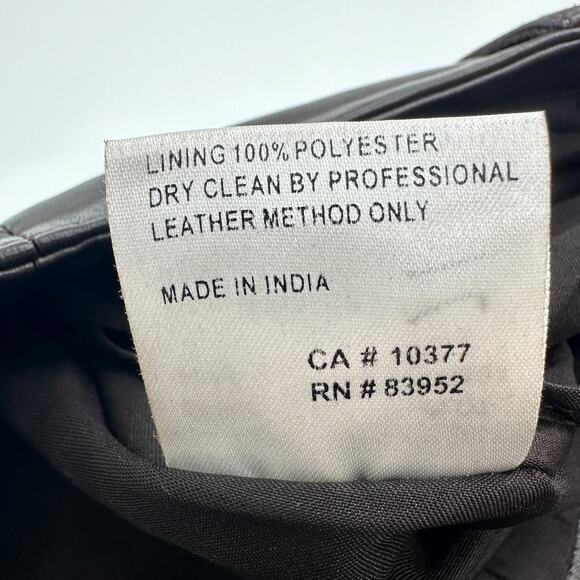 LINING 100% POLYESTER
DRY CLEAN BY PROFESSIONAL
LEATHER METHOD ONLY
MADE IN INDIA
CA # 10377
RN # 83952